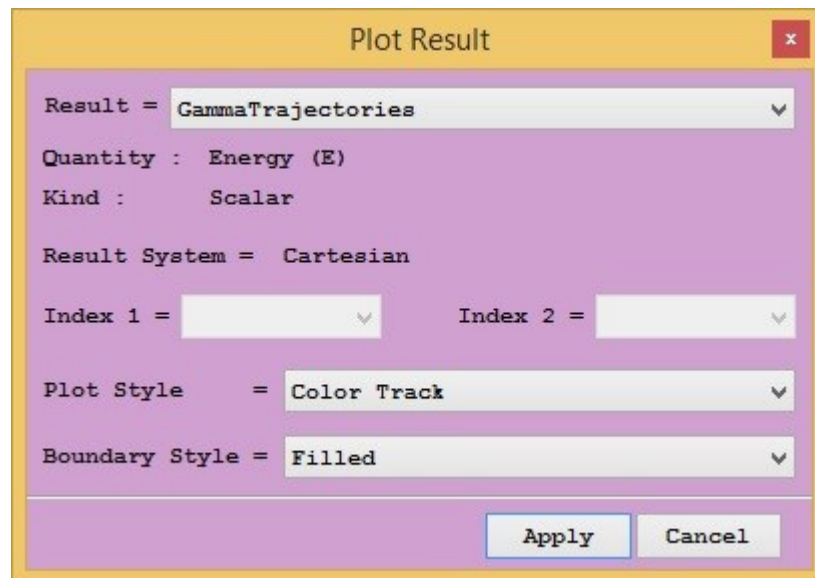 Plot Result x
Result = GammaTrajectories
Quantity : Energy (E)
Kind : Scalar
Result System = Cartesian
Index 1 = Index 2 =
Plot Style = Color Track
Boundary Style = Filled
Apply Cancel